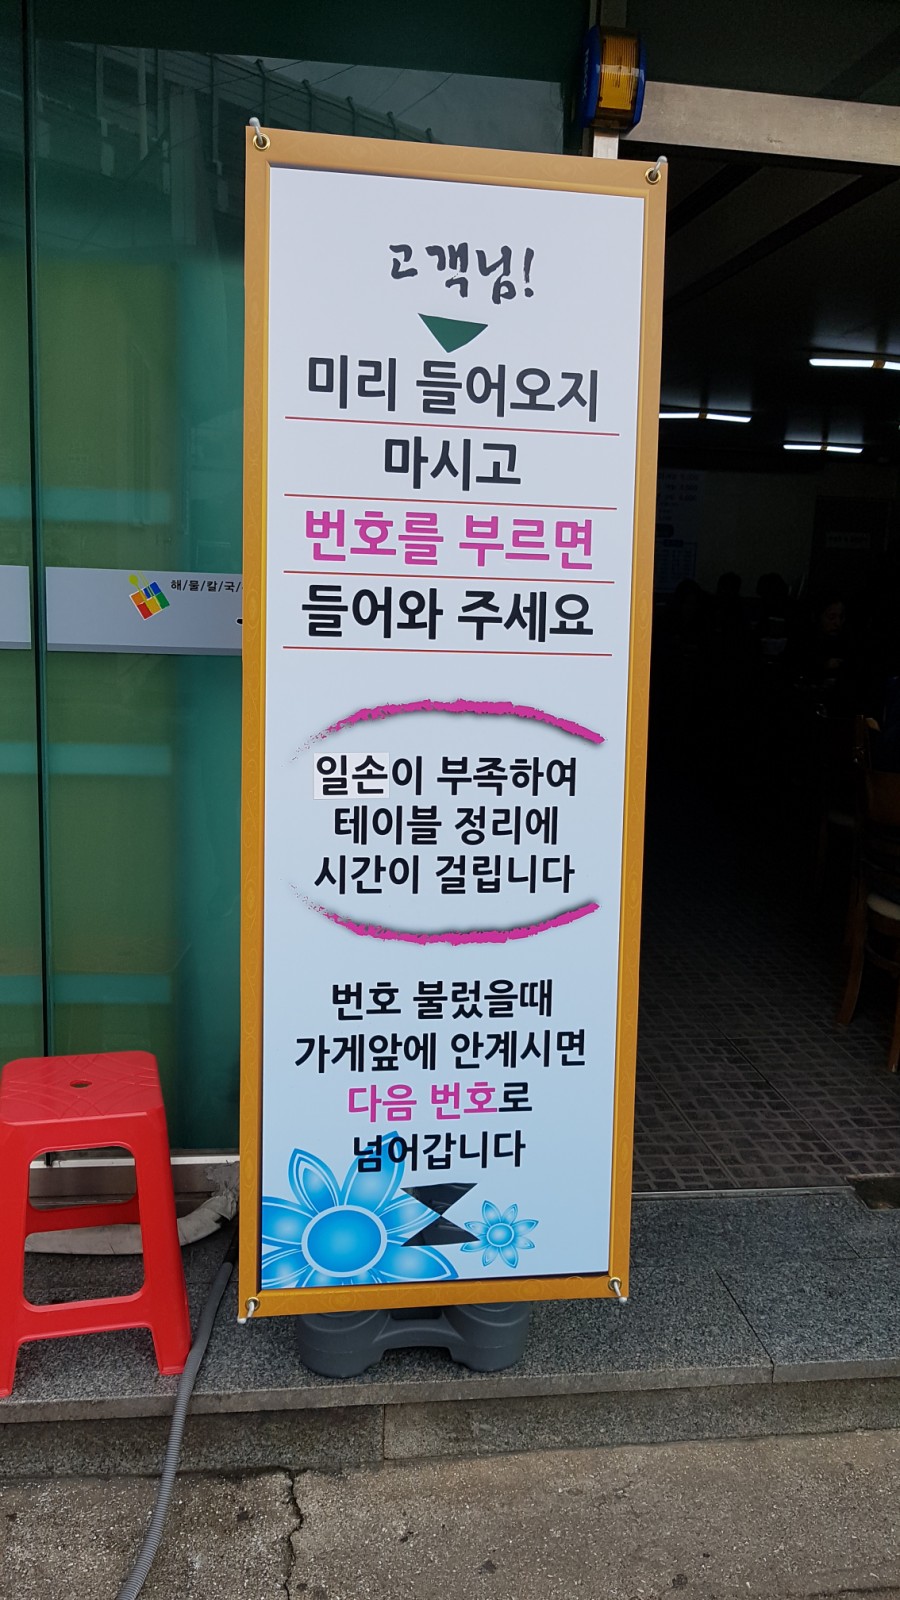 고객님!
미리 들어오지
마시고
번호를 부르면
들어와 주세요
해/물/칼/국/
일손이 부족하여
테이블 정리에
시간이 걸립니다
번호 불렀을때
가게앞에 안계시면
다음 번호로
넘어갑니다